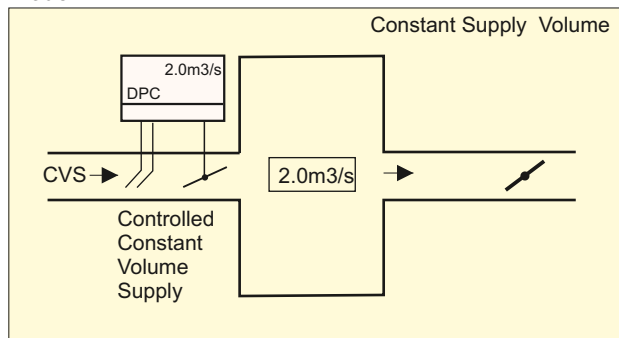 Constant Supply Volume
2.0m3/s
DPC
CVS
2.0m3/s
Controlled
Constant
Volume
Supply